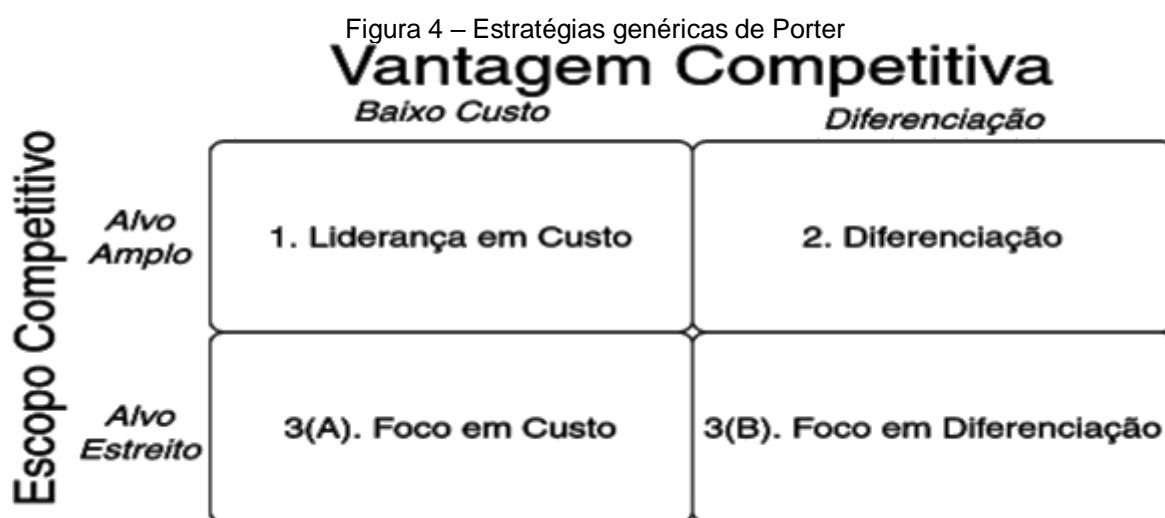 Figura 4 – Estratégias genéricas de Porter
Vantagem Competitiva
Baixo Custo
Diferenciação
Escopo Competitivo
Alvo
Amplo
1. Liderança em Custo
2. Diferenciação
Alvo
Estreito
3(A). Foco em Custo
3(B). Foco em Diferenciação